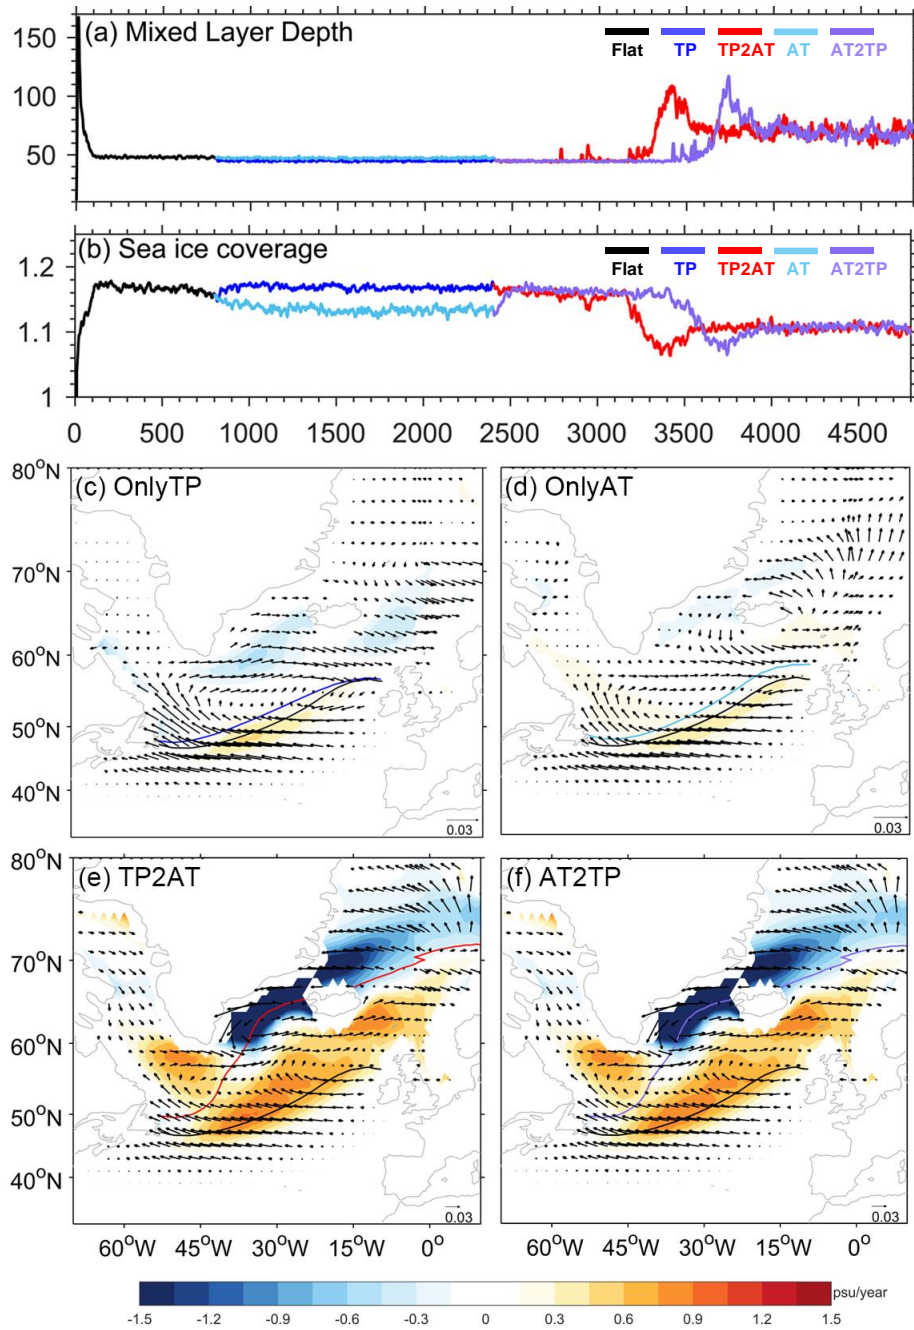 (a) Mixed Layer Depth
Flat TP TP2AT AT AT2TP
150
100
50
(b) Sea ice coverage
Flat TP TP2AT AT AT2TP
1.2
1.1
1
0 500 1000 1500 2000 2500 3000 3500 4000 4500
80°N
70°N
60°N
50°N
40°N
(c) OnlyTP
0.03
(d) OnlyAT
0.03
80°N
70°N
60°N
50°N
40°N
(e) TP2AT
0.03
(f) AT2TP
0.03
60°W 45°W 30°W 15°W 0° 60°W 45°W 30°W 15°W 0°
psu/year
-1.5 -1.2 -0.9 -0.6 -0.3 0 0.3 0.6 0.9 1.2 1.5